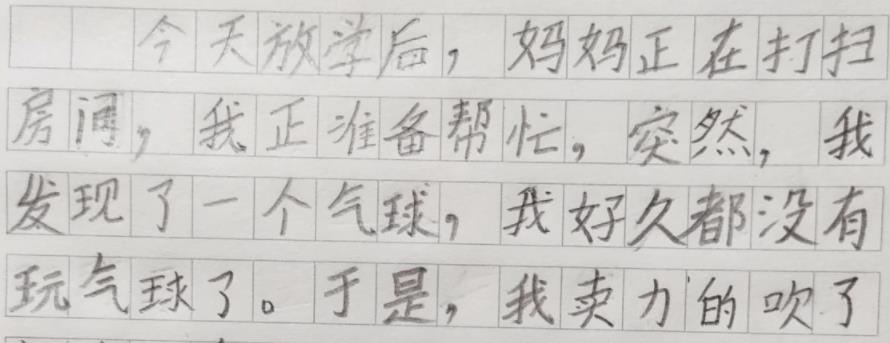 今天放学后，妈妈正在打扫
房间，我正准备帮忙，突然，我
发现了一个气球，我好久都没有
玩气球了。于是，我卖力的吹了